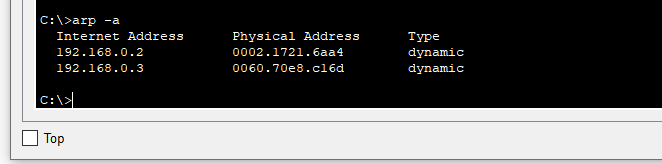 C:\>arp -a
Internet Address Physical Address Type
192.168.0.2 0002.1721.6aa4 dynamic
192.168.0.3 0060.70e8.c16d dynamic
C:\>
Top